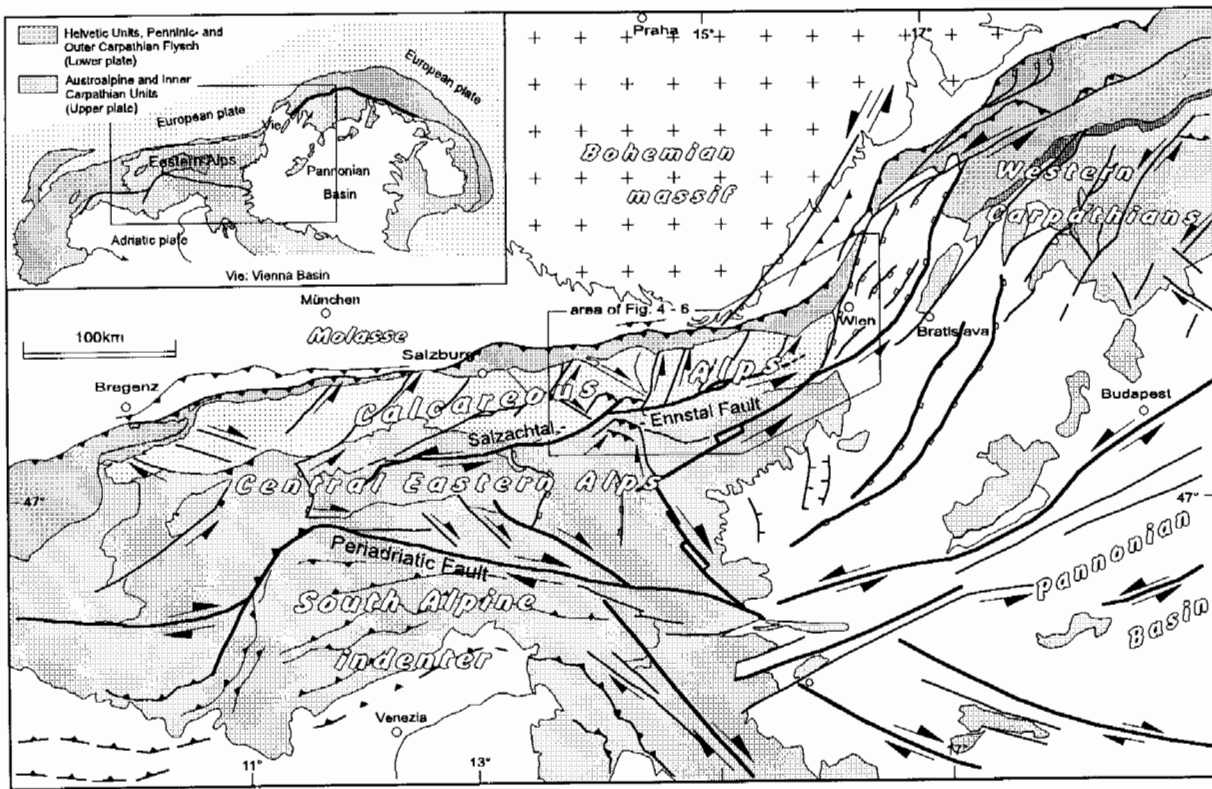 Helvetic Units, Penninic- and
Outer Carpathian Flysch
(Lower plate)
Austroalpine and Inner
Carpathian Units
(Upper plate)
European plate
European plate
Vie
Eastern Alps
Pannonian
Basin
Adriatic plate
Vie: Vienna Basin
Praha
15°
17°
Bohemian
massif
Western
Carpathians
München
Molasse
100km
area of Fig. 4 - 6
Wien
Bratislava
Salzburg
Bregenz
Calcareous Alps
Budapest
Salzachtal - Ennstal Fault
Central Eastern Alps
47°
47°
Periadriatic Fault
Pannonian
Basin
South Alpine
indenter
Venezia
11°
13°
17°